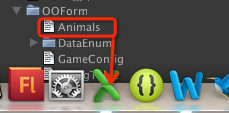 OOForm
Animals
DataEnum
GameConfig
Fl
X
{}
W